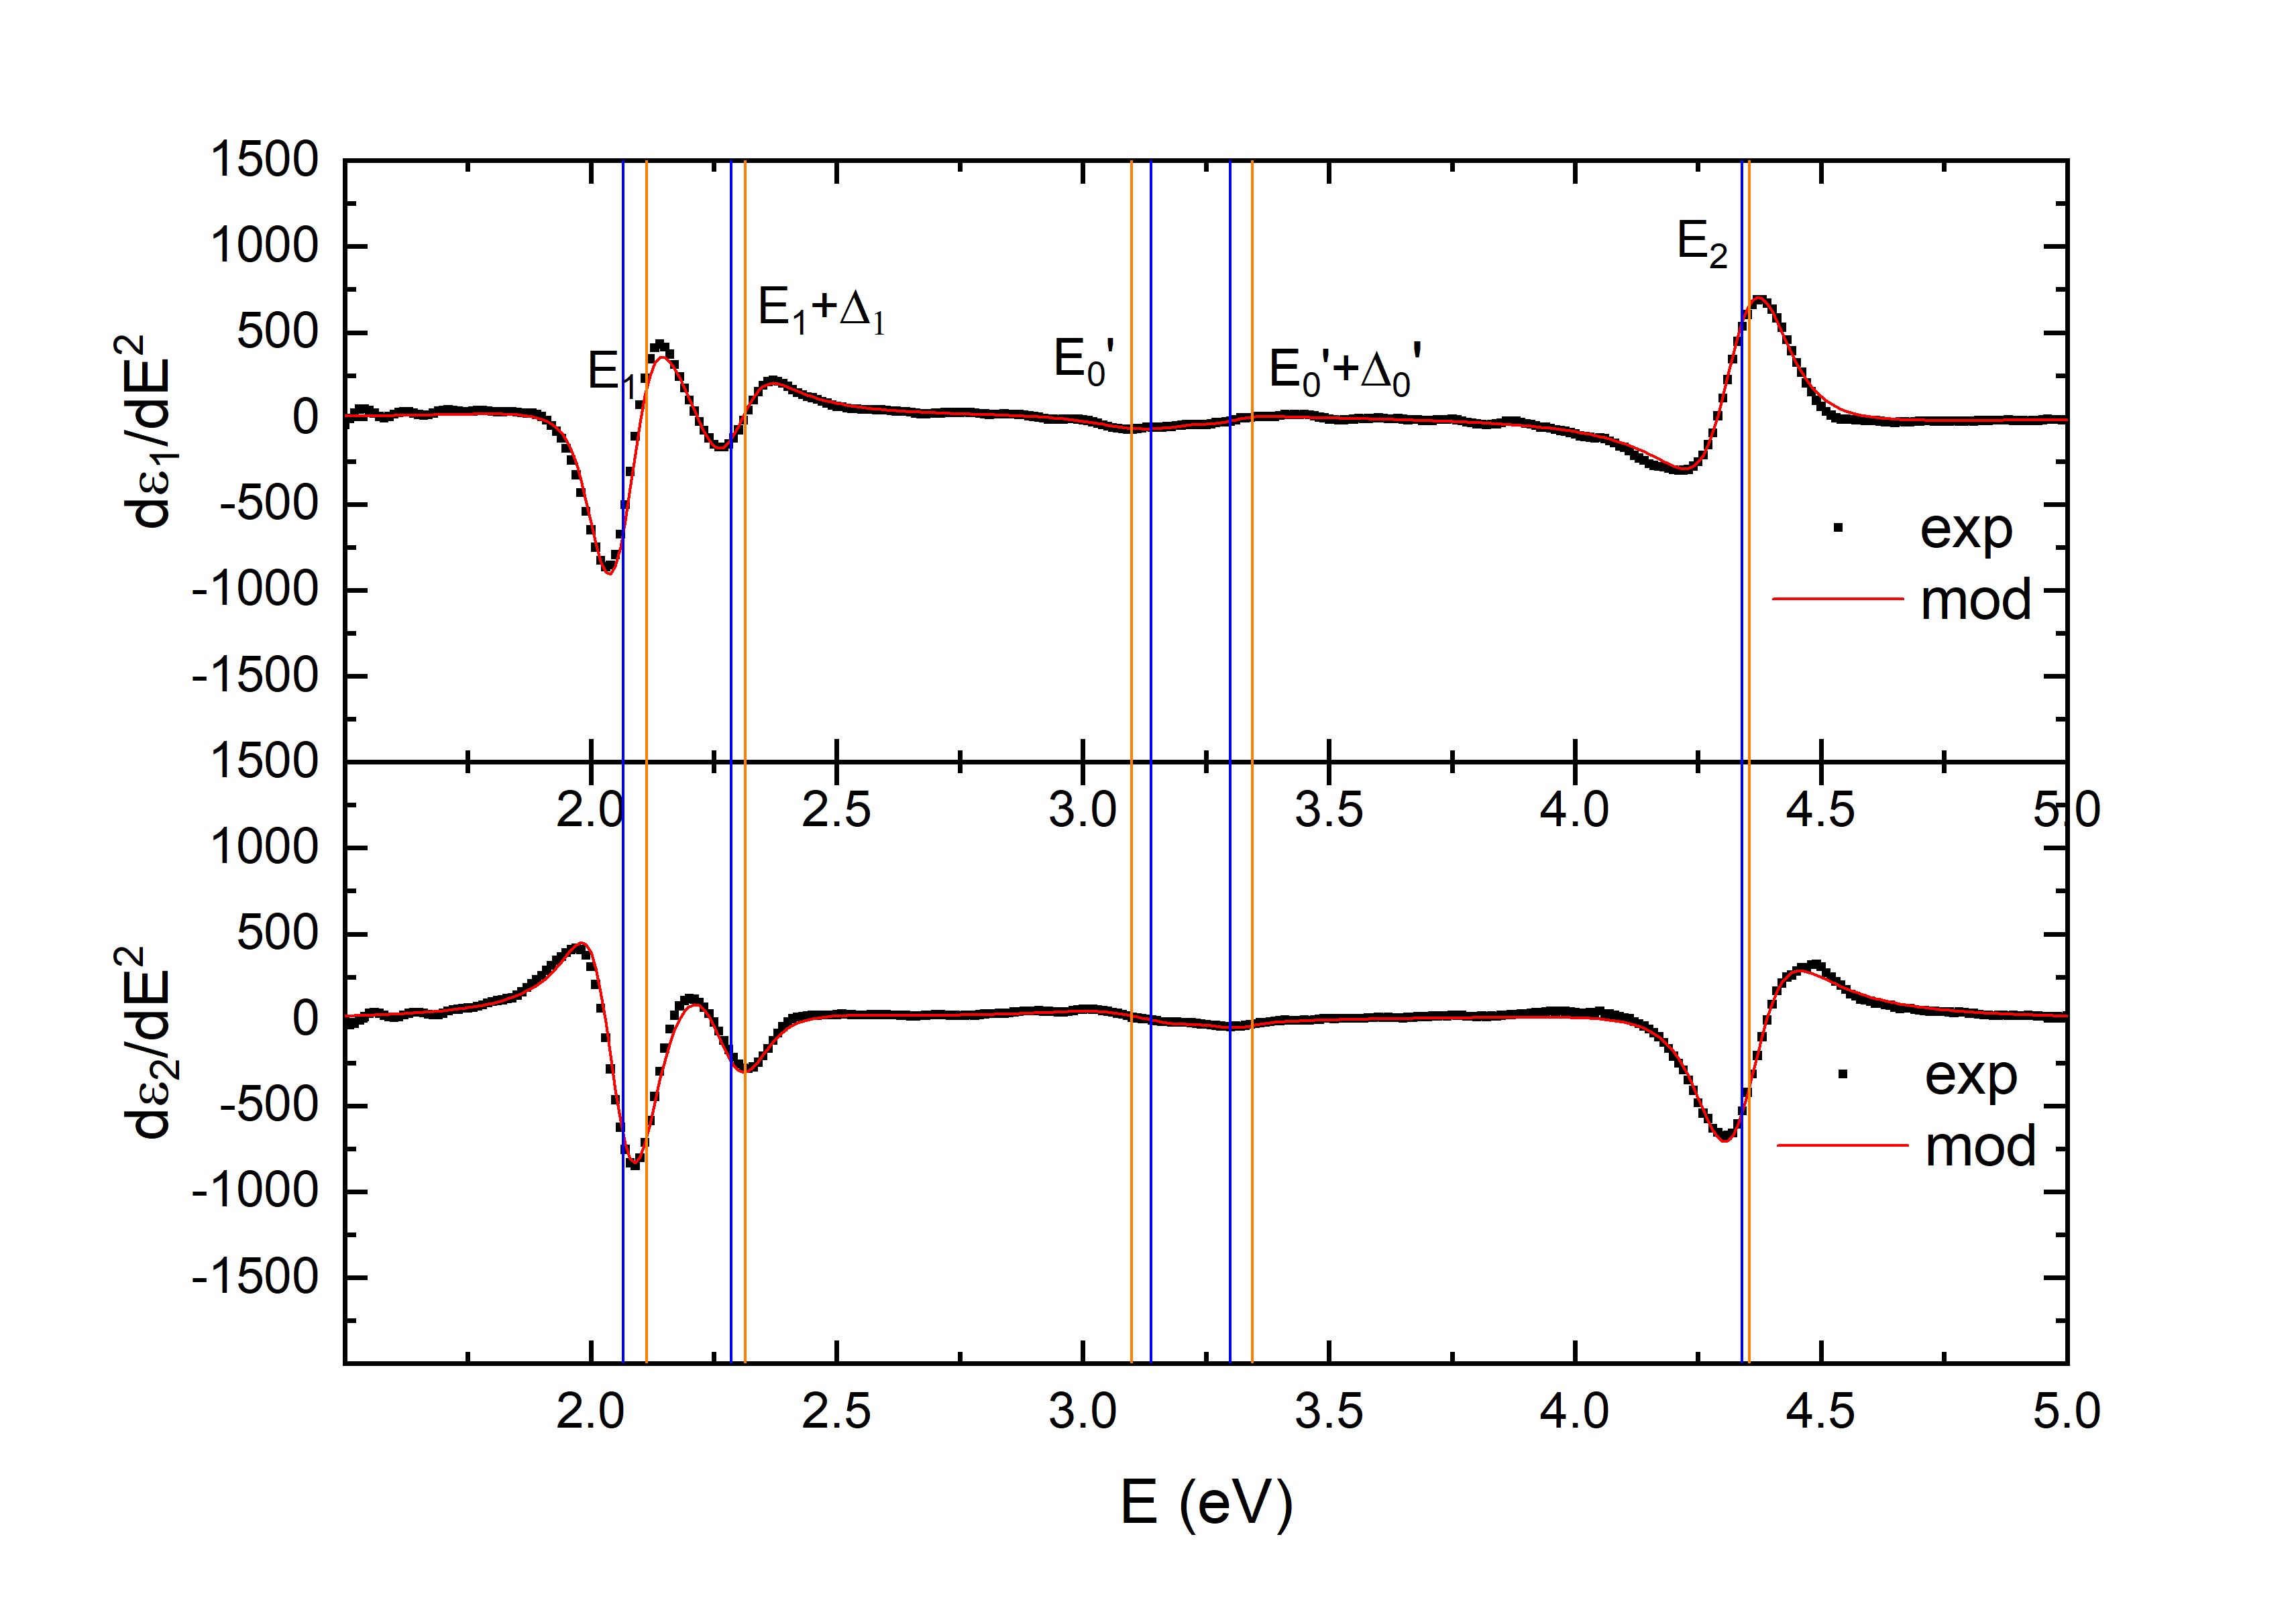 1500
1000
500
0
-500
-1000
-1500
dε₁/dE²
E₁
E₁+Δ₁
E₀'
E₀'+Δ₀'
E₂
exp
mod
2.0 2.5 3.0 3.5 4.0 4.5 5.0
1500
1000
500
0
-500
-1000
-1500
dε₂/dE²
exp
mod
2.0 2.5 3.0 3.5 4.0 4.5 5.0
E (eV)